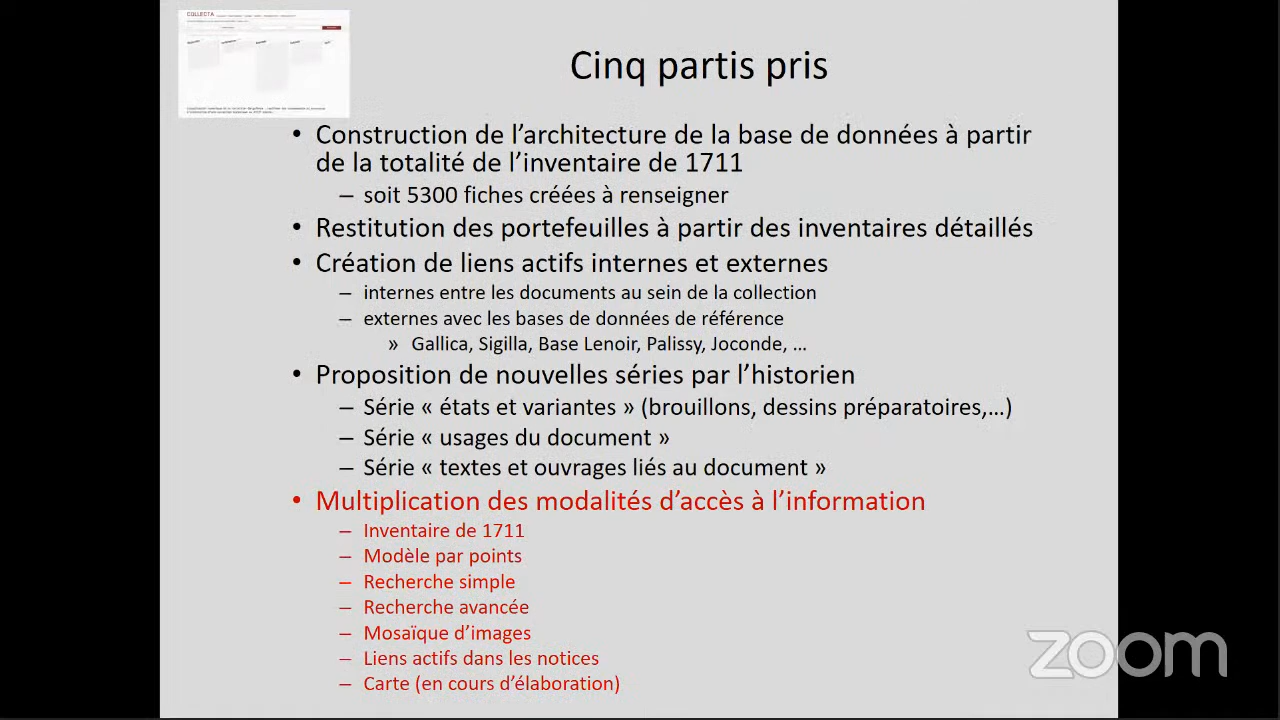 COLLECTA
Cinq partis pris
• Construction de l’architecture de la base de données à partir
de la totalité de l’inventaire de 1711
– soit 5300 fiches créées à renseigner
• Restitution des portefeuilles à partir des inventaires détaillés
• Création de liens actifs internes et externes
– internes entre les documents au sein de la collection
– externes avec les bases de données de référence
» Gallica, Sigilla, Base Lenoir, Palissy, Joconde, …
• Proposition de nouvelles séries par l’historien
– Série « états et variantes » (brouillons, dessins préparatoires,…)
– Série « usages du document »
– Série « textes et ouvrages liés au document »
• Multiplication des modalités d’accès à l’information
– Inventaire de 1711
– Modèle par points
– Recherche simple
– Recherche avancée
– Mosaïque d’images
– Liens actifs dans les notices
– Carte (en cours d’élaboration)
zoom